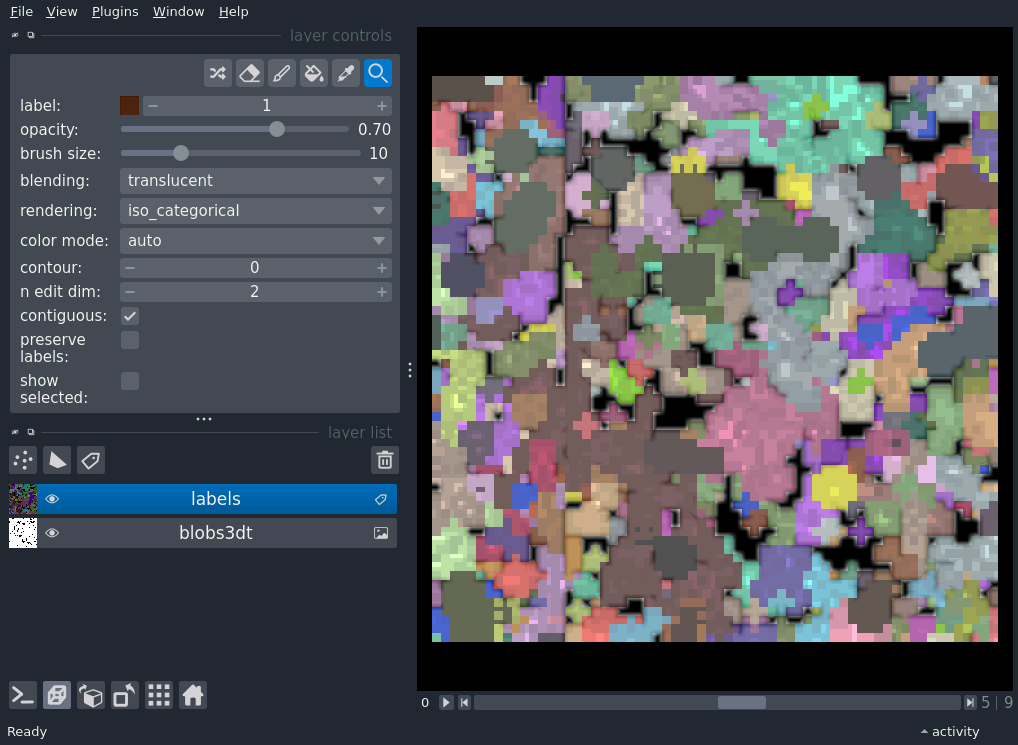 File View Plugins Window Help
layer controls
label: 1
opacity: 0.70
brush size: 10
blending: translucent
rendering: iso_categorical
color mode: auto
contour: 0
n edit dim: 2
contiguous:
preserve
labels:
show
selected:
layer list
labels
blobs3dt
0 5 | 9
Ready activity